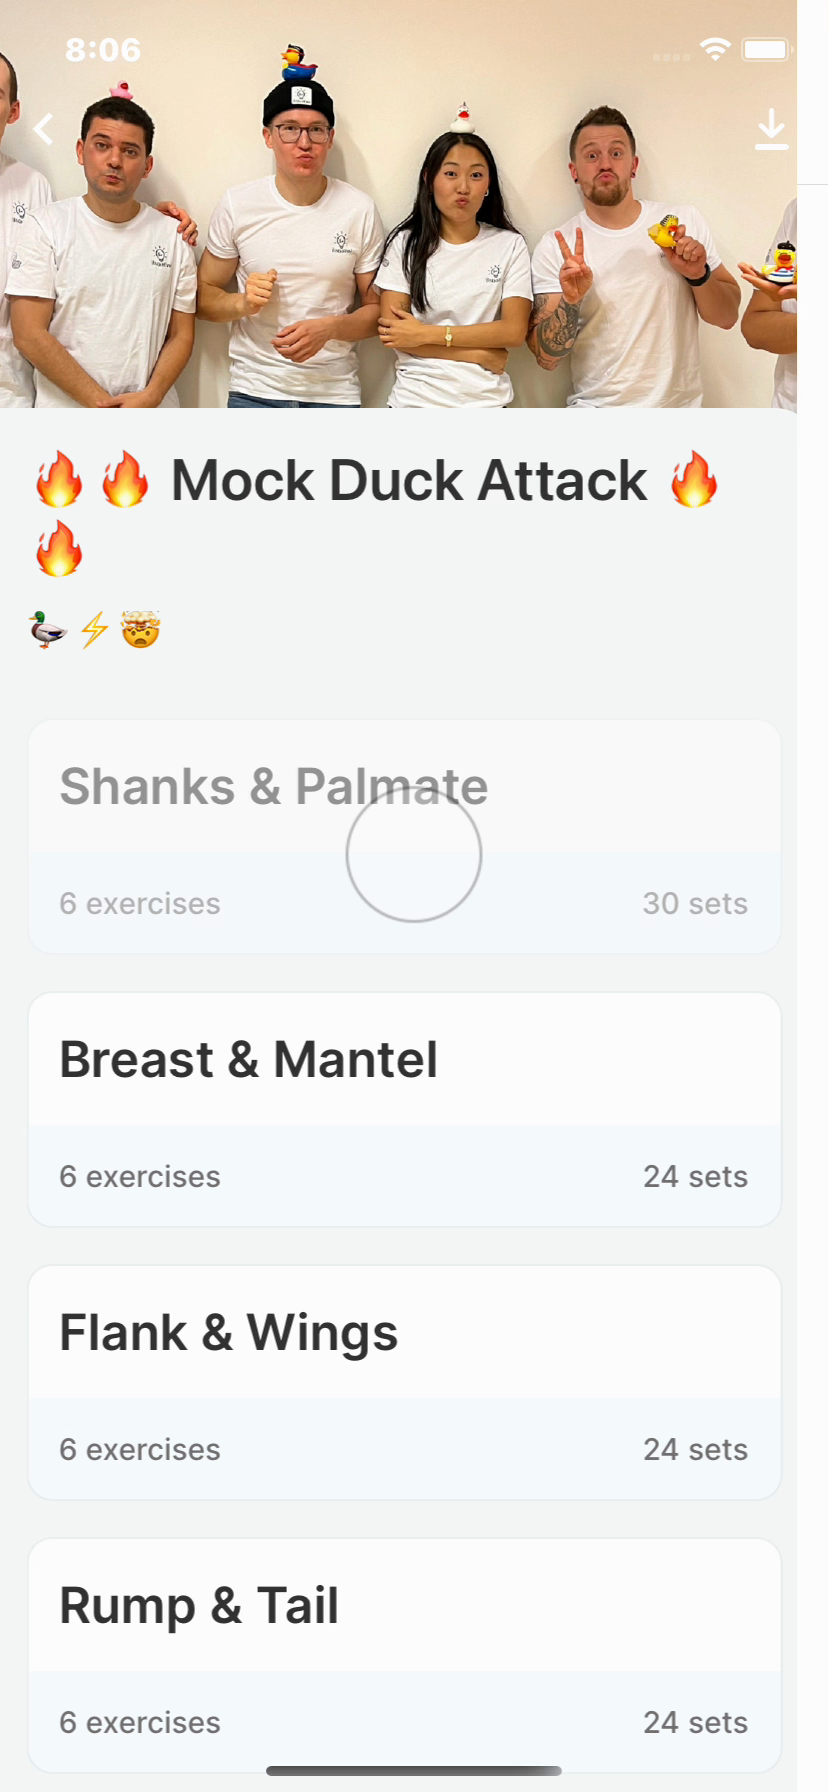 8:06
🔥🔥 Mock Duck Attack 🔥
🔥
🦆⚡🤯
Shanks & Palmate
6 exercises 30 sets
Breast & Mantel
6 exercises 24 sets
Flank & Wings
6 exercises 24 sets
Rump & Tail
6 exercises 24 sets